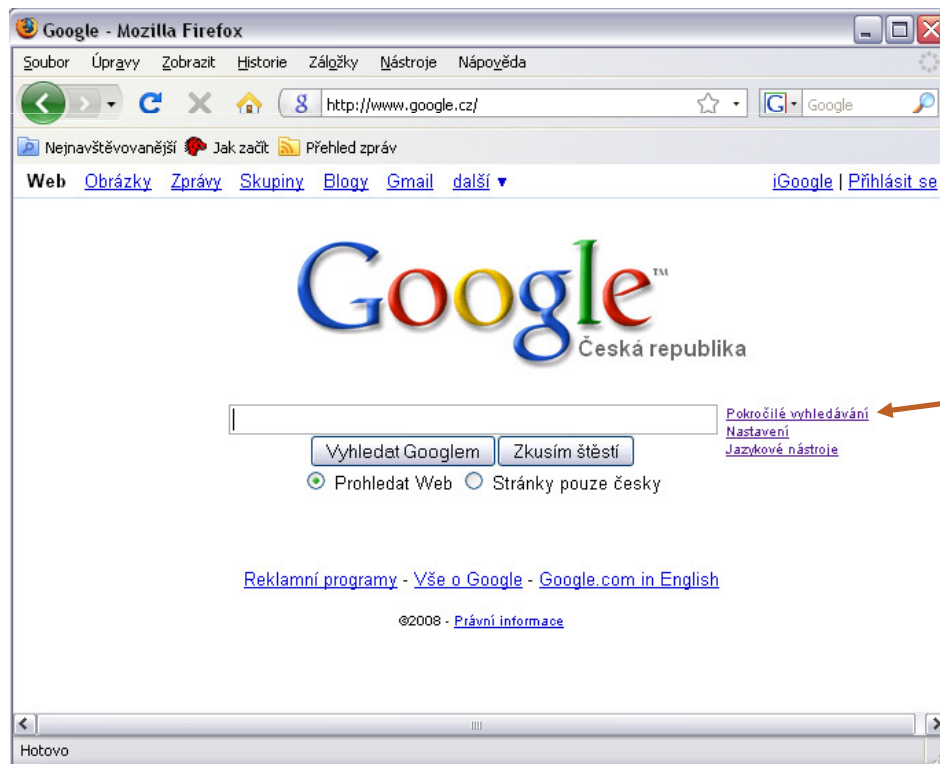 Google - Mozilla Firefox
Soubor Úpravy Zobrazit Historie Záložky Nástroje Nápověda
http://www.google.cz/ G Google
Nejnavštěvovanější Jak začít Přehled zpráv
Web Obrázky Zprávy Skupiny Blogy Gmail další ▼ iGoogle | Přihlásit se
Google™
Česká republika
Pokročilé vyhledávání
Nastavení
Jazykové nástroje
Vyhledat Googlem Zkusím štěstí
Prohledat Web Stránky pouze česky
Reklamní programy - Vše o Google - Google.com in English
©2008 - Právní informace
Hotovo